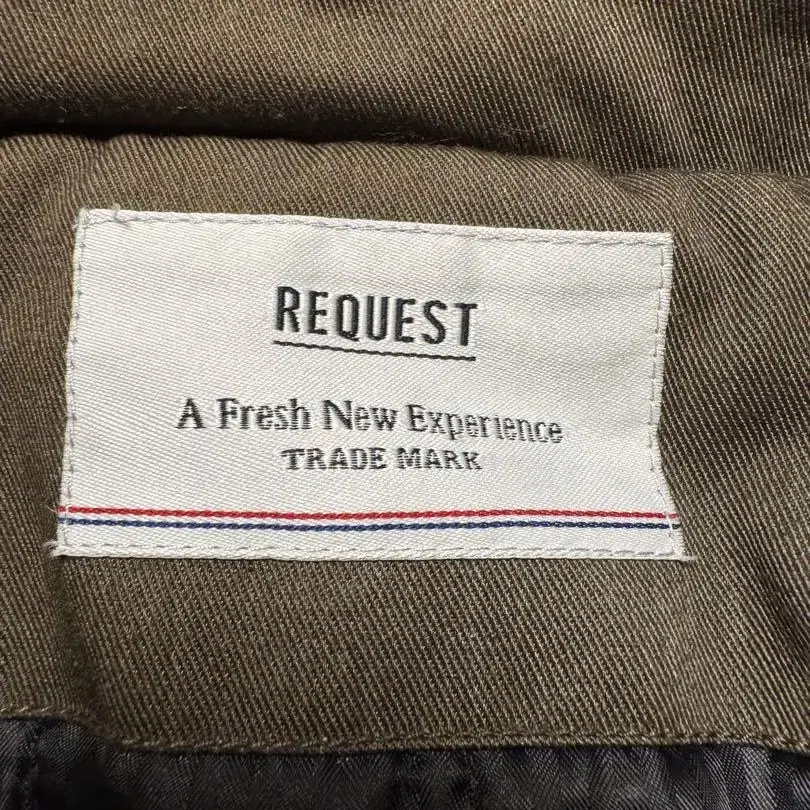 REQUEST
A Fresh New Experience
TRADE MARK